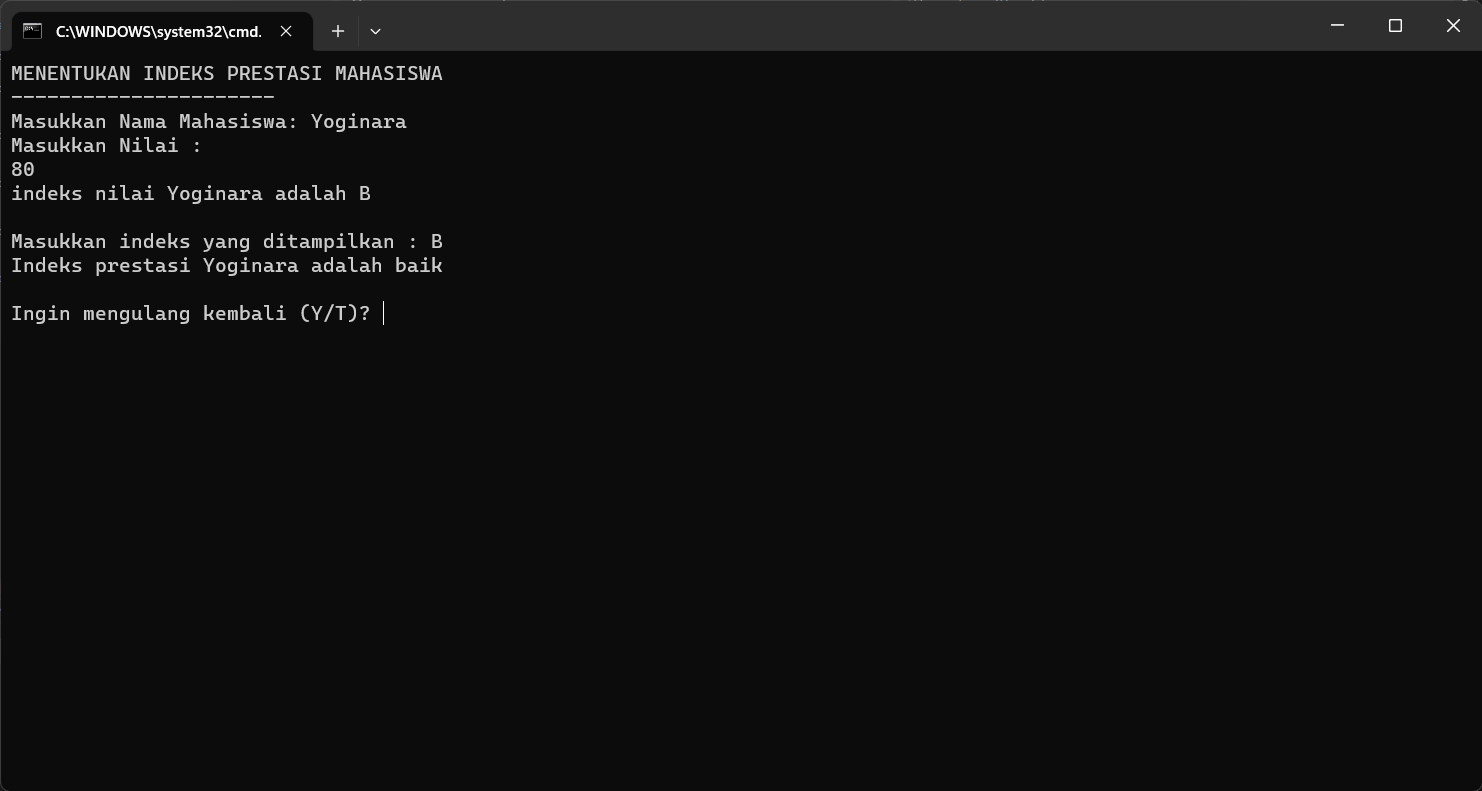 C:\WINDOWS\system32\cmd.
MENENTUKAN INDEKS PRESTASI MAHASISWA
----------------------
Masukkan Nama Mahasiswa: Yoginara
Masukkan Nilai :
80
indeks nilai Yoginara adalah B
Masukkan indeks yang ditampilkan : B
Indeks prestasi Yoginara adalah baik
Ingin mengulang kembali (Y/T)?